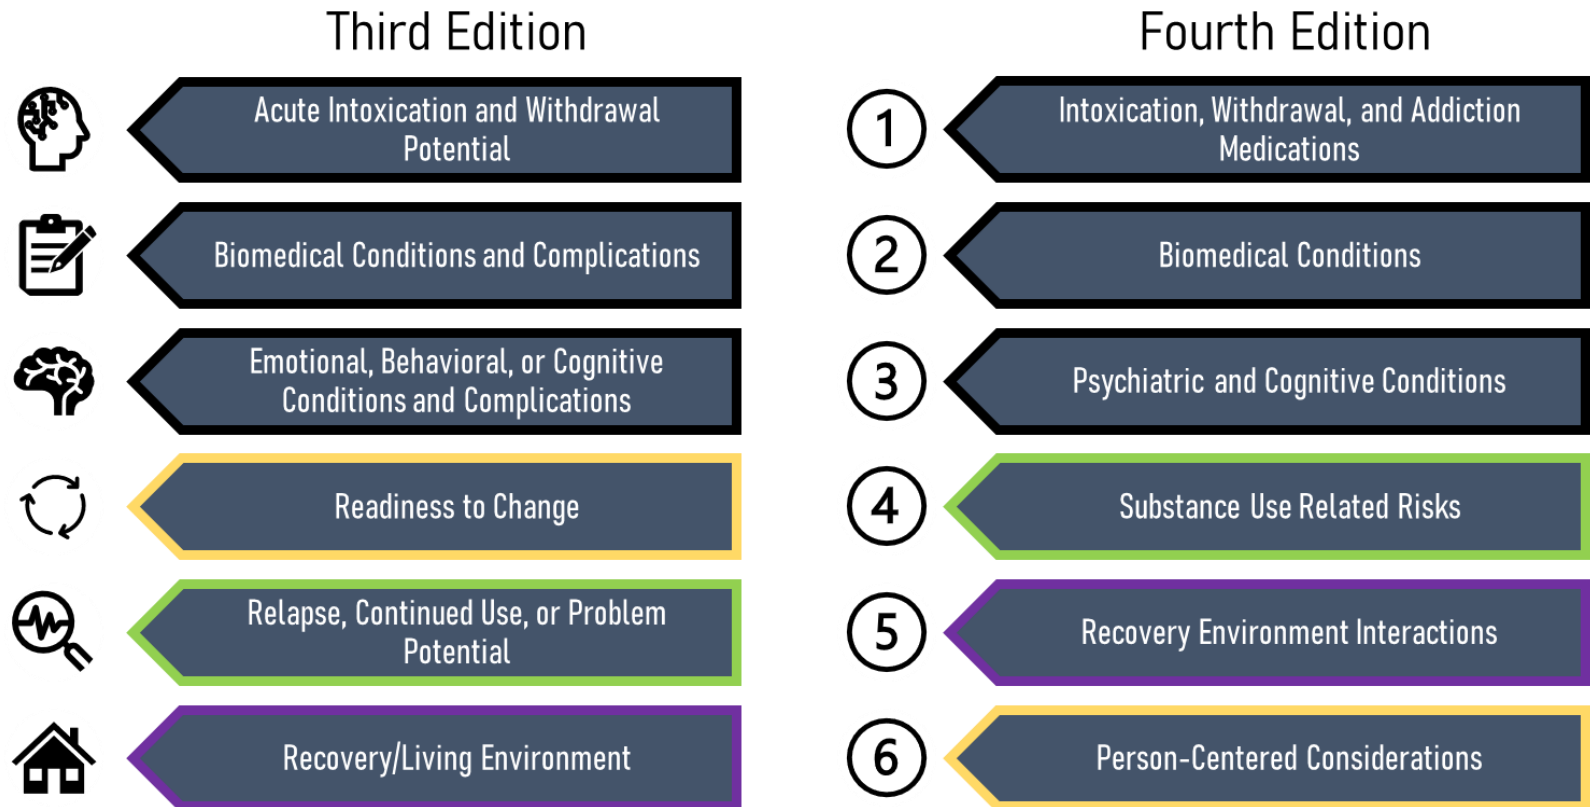 Third Edition
Fourth Edition
Acute Intoxication and Withdrawal
Potential
1
Intoxication, Withdrawal, and Addiction
Medications
Biomedical Conditions and Complications
2
Biomedical Conditions
Emotional, Behavioral, or Cognitive
Conditions and Complications
3
Psychiatric and Cognitive Conditions
Readiness to Change
4
Substance Use Related Risks
Relapse, Continued Use, or Problem
Potential
5
Recovery Environment Interactions
Recovery/Living Environment
6
Person-Centered Considerations